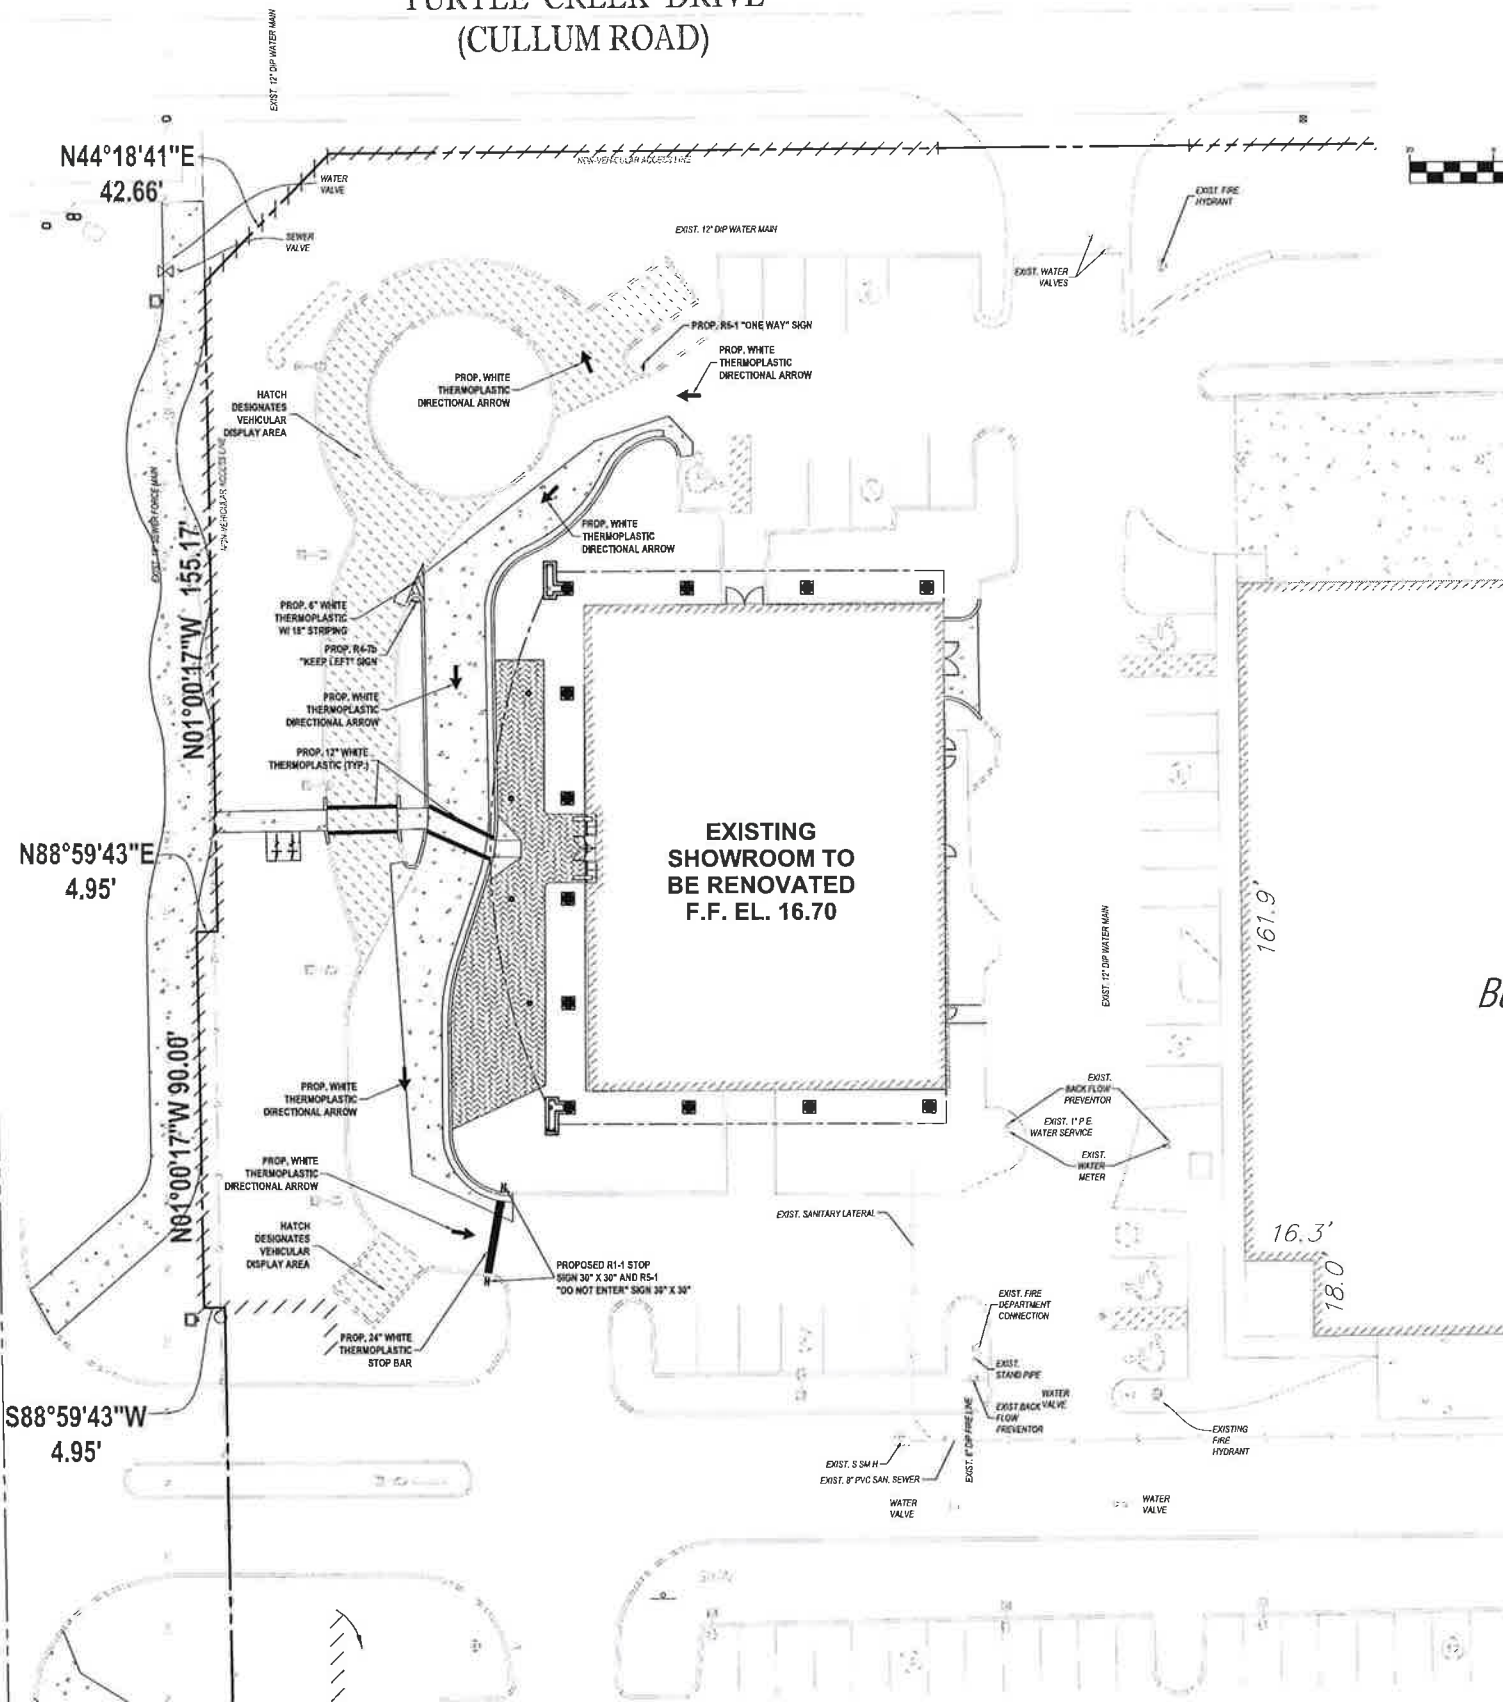 TURTLE CREEK DRIVE
(CULLUM ROAD)
EXIST. 12" DIP WATER MAIN
N44°18'41"E
42.66'
WATER
VALVE
SEWER
VALVE
NON-VEHICULAR ACCESS LINE
EXIST. 12" DIP WATER MAIN
EXIST. FIRE
HYDRANT
EXIST. WATER
VALVES
PROP. R5-1 "ONE WAY" SIGN
PROP. WHITE
THERMOPLASTIC
DIRECTIONAL ARROW
PROP. WHITE
THERMOPLASTIC
DIRECTIONAL ARROW
HATCH
DESIGNATES
VEHICULAR
DISPLAY AREA
NON-VEHICULAR ACCESS LINE
SEWER FORCE MAIN
N01°00'17"W 155.17'
PROP. WHITE
THERMOPLASTIC
DIRECTIONAL ARROW
PROP. 6" WHITE
THERMOPLASTIC
W/ 18" STRIPING
PROP. R4-7b
"KEEP LEFT" SIGN
PROP. WHITE
THERMOPLASTIC
DIRECTIONAL ARROW
PROP. 12" WHITE
THERMOPLASTIC (TYP.)
EXISTING
SHOWROOM TO
BE RENOVATED
F.F. EL. 16.70
N88°59'43"E
4.95'
161.9'
EXIST. 12" DIP WATER MAIN
N01°00'17"W 90.00'
PROP. WHITE
THERMOPLASTIC
DIRECTIONAL ARROW
EXIST.
BACK FLOW
PREVENTOR
EXIST. 1" P.E.
WATER SERVICE
EXIST.
WATER
METER
PROP. WHITE
THERMOPLASTIC
DIRECTIONAL ARROW
EXIST. SANITARY LATERAL
HATCH
DESIGNATES
VEHICULAR
DISPLAY AREA
16.3'
18.0
PROPOSED R1-1 STOP
SIGN 30" X 30" AND R5-1
"DO NOT ENTER" SIGN 30" X 30"
EXIST. FIRE
DEPARTMENT
CONNECTION
PROP. 24" WHITE
THERMOPLASTIC
STOP BAR
EXIST.
STAND PIPE
WATER
VALVE
EXIST BACK
FLOW
PREVENTOR
S88°59'43"W
4.95'
EXISTING
FIRE
HYDRANT
EXIST. S SM H
EXIST. 8" PVC SAN. SEWER
EXIST. 8" DIP FIRE LINE
WATER
VALVE
WATER
VALVE